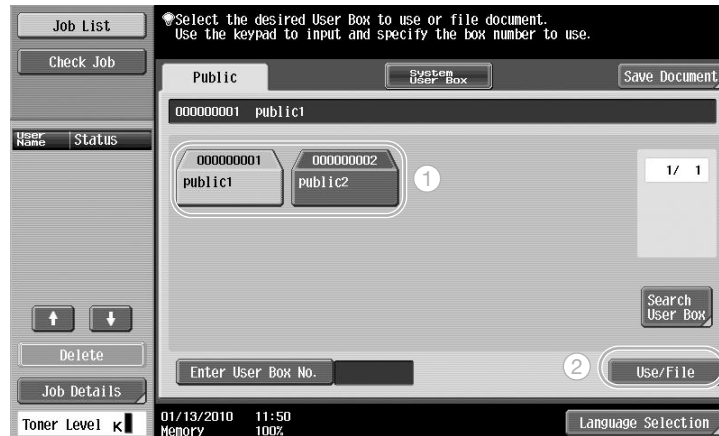 Job List
Check Job
User Name
Status
Delete
Job Details
Toner Level K
Select the desired User Box to use or file document.
Use the keypad to input and specify the box number to use.
Public
System User Box
Save Document
000000001 public1
000000001
public1
000000002
public2
1
1/ 1
Search
User Box
Enter User Box No.
2
Use/File
01/13/2010 11:50
Memory 100%
Language Selection